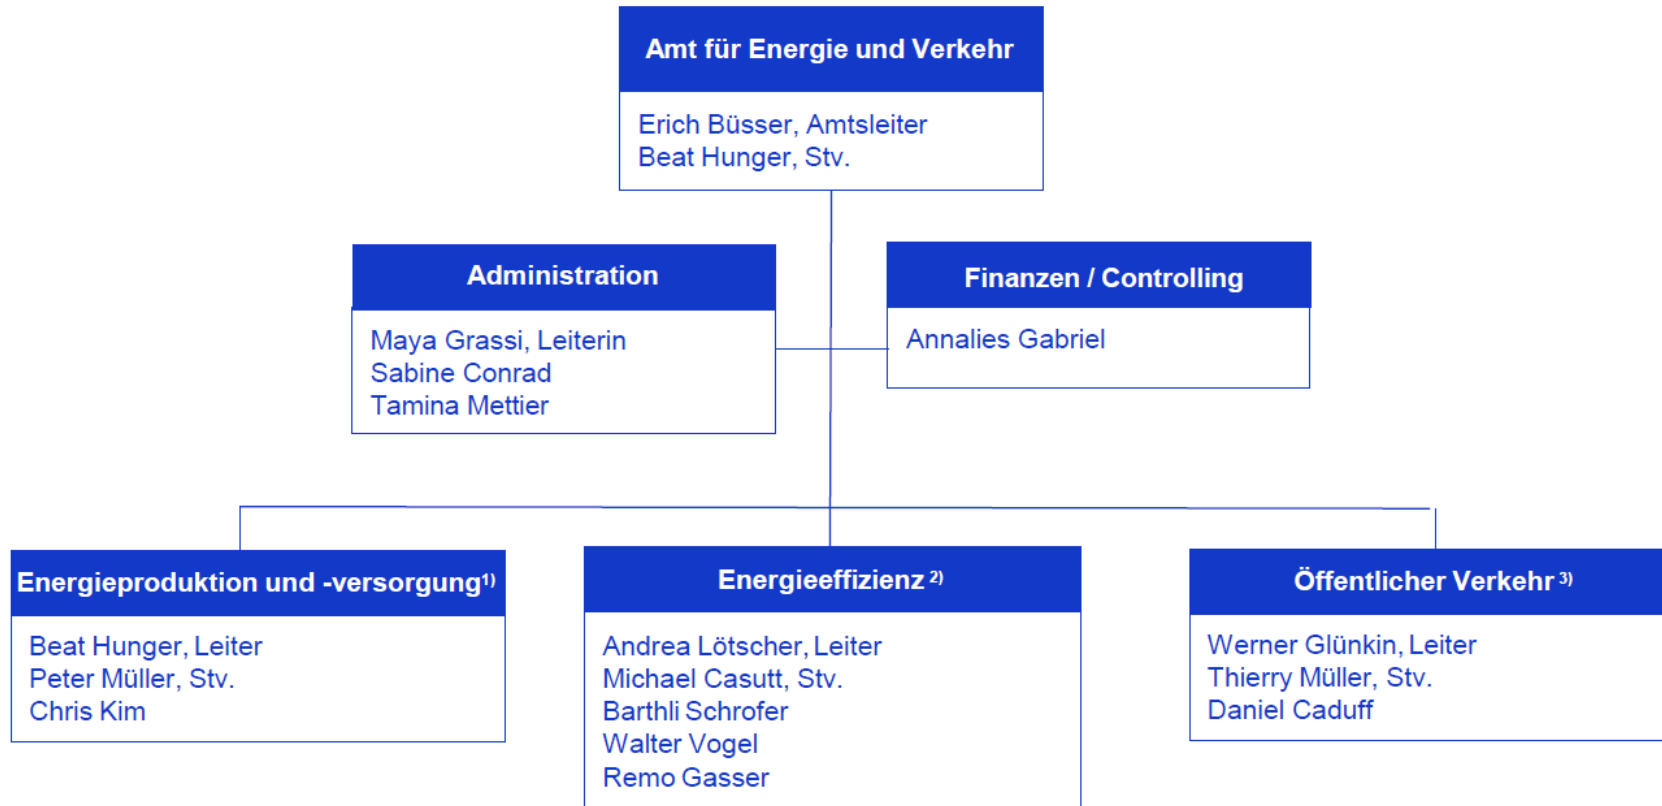 Amt für Energie und Verkehr
Erich Büsser, Amtsleiter
Beat Hunger, Stv.
Administration
Maya Grassi, Leiterin
Sabine Conrad
Tamina Mettier
Finanzen / Controlling
Annalies Gabriel
Energieproduktion und -versorgung¹⁾
Beat Hunger, Leiter
Peter Müller, Stv.
Chris Kim
Energieeffizienz ²⁾
Andrea Lötscher, Leiter
Michael Casutt, Stv.
Barthli Schrofer
Walter Vogel
Remo Gasser
Öffentlicher Verkehr ³⁾
Werner Glünkin, Leiter
Thierry Müller, Stv.
Daniel Caduff